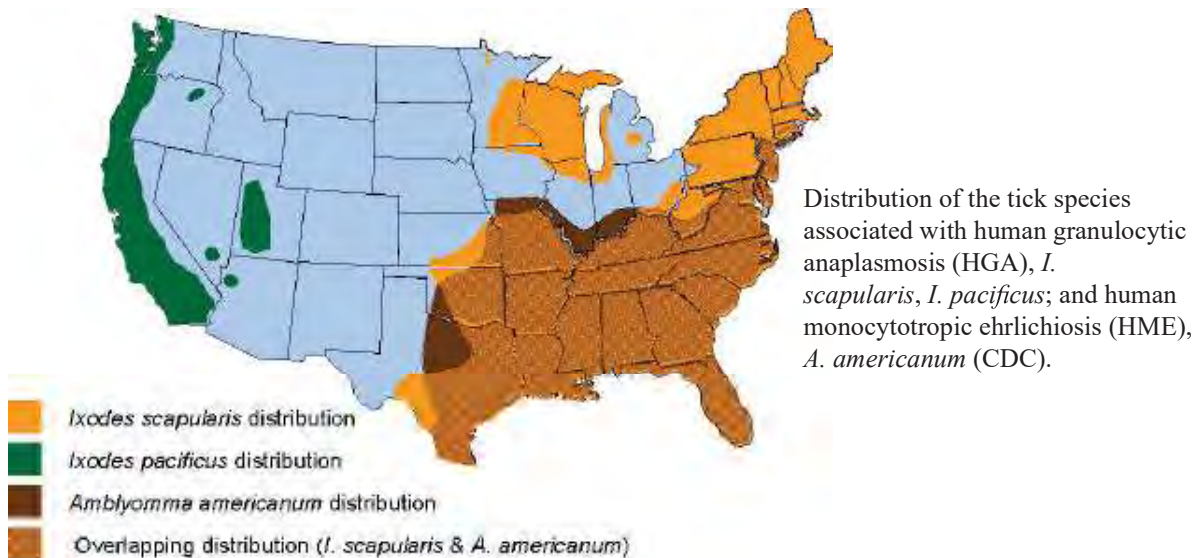 Distribution of the tick species
associated with human granulocytic
anaplasmosis (HGA), I.
scapularis, I. pacificus; and human
monocytotropic ehrlichiosis (HME),
A. americanum (CDC).
Ixodes scapularis distribution
Ixodes pacificus distribution
Amblyomma americanum distribution
Overlapping distribution (I. scapularis & A. americanum)